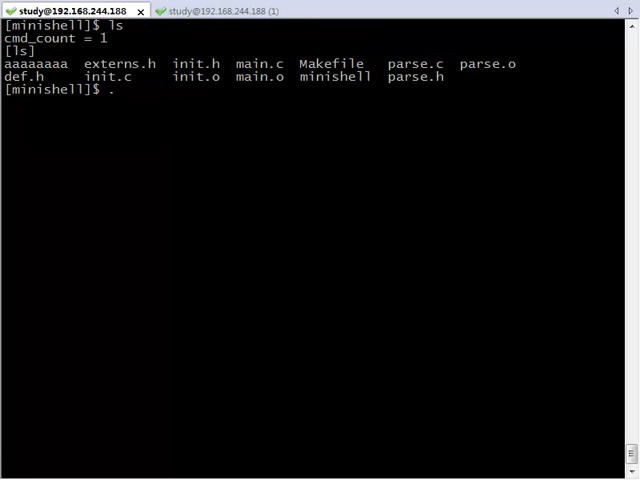 study@192.168.244.188 study@192.168.244.188 (1)
[minishell]$ ls
cmd_count = 1
[ls]
aaaaaaaa externs.h init.h main.c Makefile parse.c parse.o
def.h init.c init.o main.o minishell parse.h
[minishell]$ .